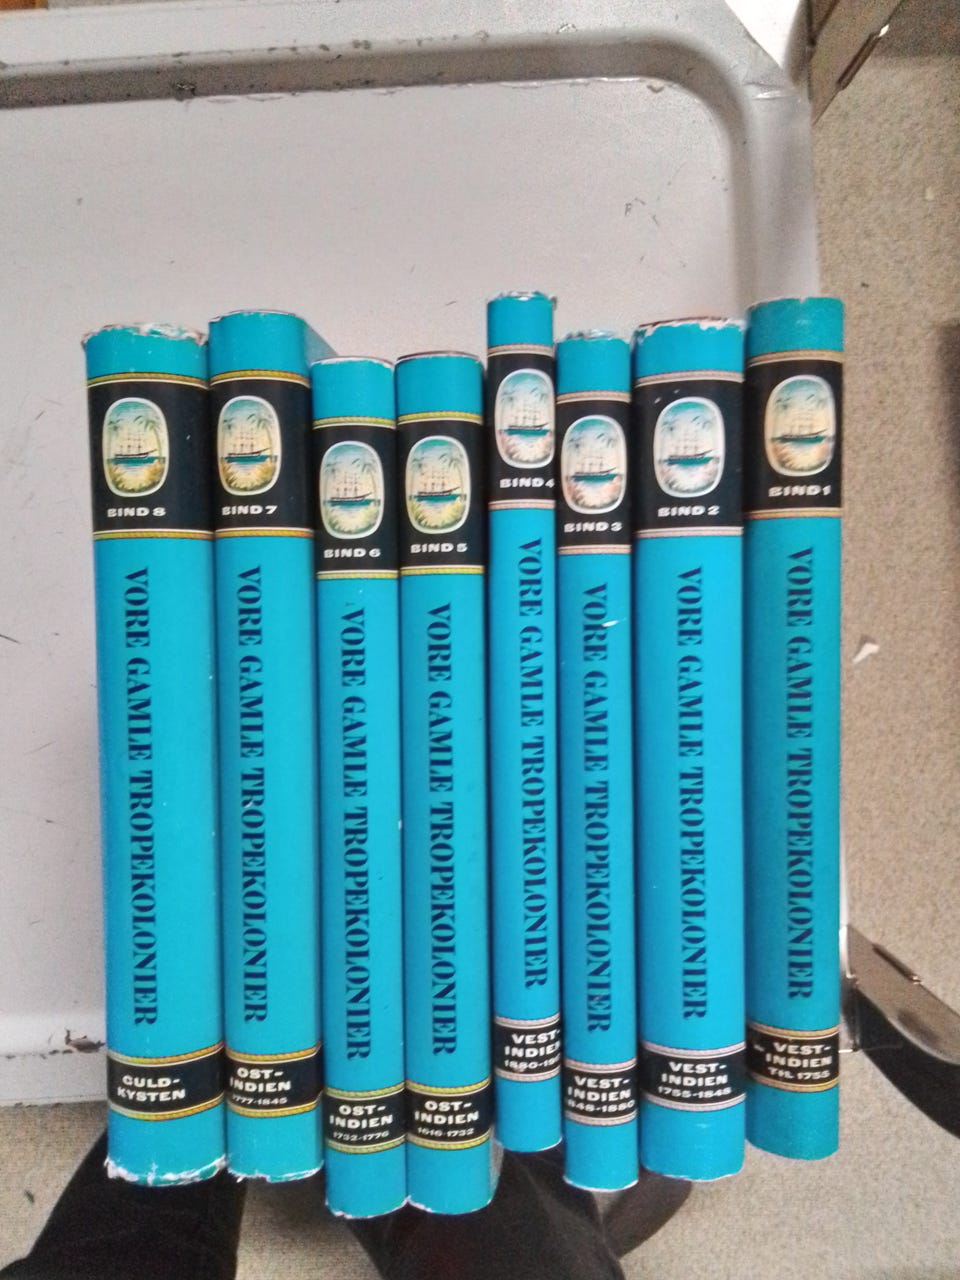 BIND 8
VORE GAMLE TROPEKOLONIER
GULD-
KYSTEN
BIND 7
VORE GAMLE TROPEKOLONIER
OST-
INDIEN
1777-1845
BIND 6
VORE GAMLE TROPEKOLONIER
OST-
INDIEN
1732-1776
BIND 5
VORE GAMLE TROPEKOLONIER
OST-
INDIEN
1616-1732
BIND 4
VORE GAMLE TROPEKOLONIER
VEST-
INDIEN
BIND 3
VORE GAMLE TROPEKOLONIER
VEST-
INDIEN
1848-1880
BIND 2
VORE GAMLE TROPEKOLONIER
VEST-
INDIEN
1755-1848
BIND 1
VORE GAMLE TROPEKOLONIER
VEST-
INDIEN
TIL 1755